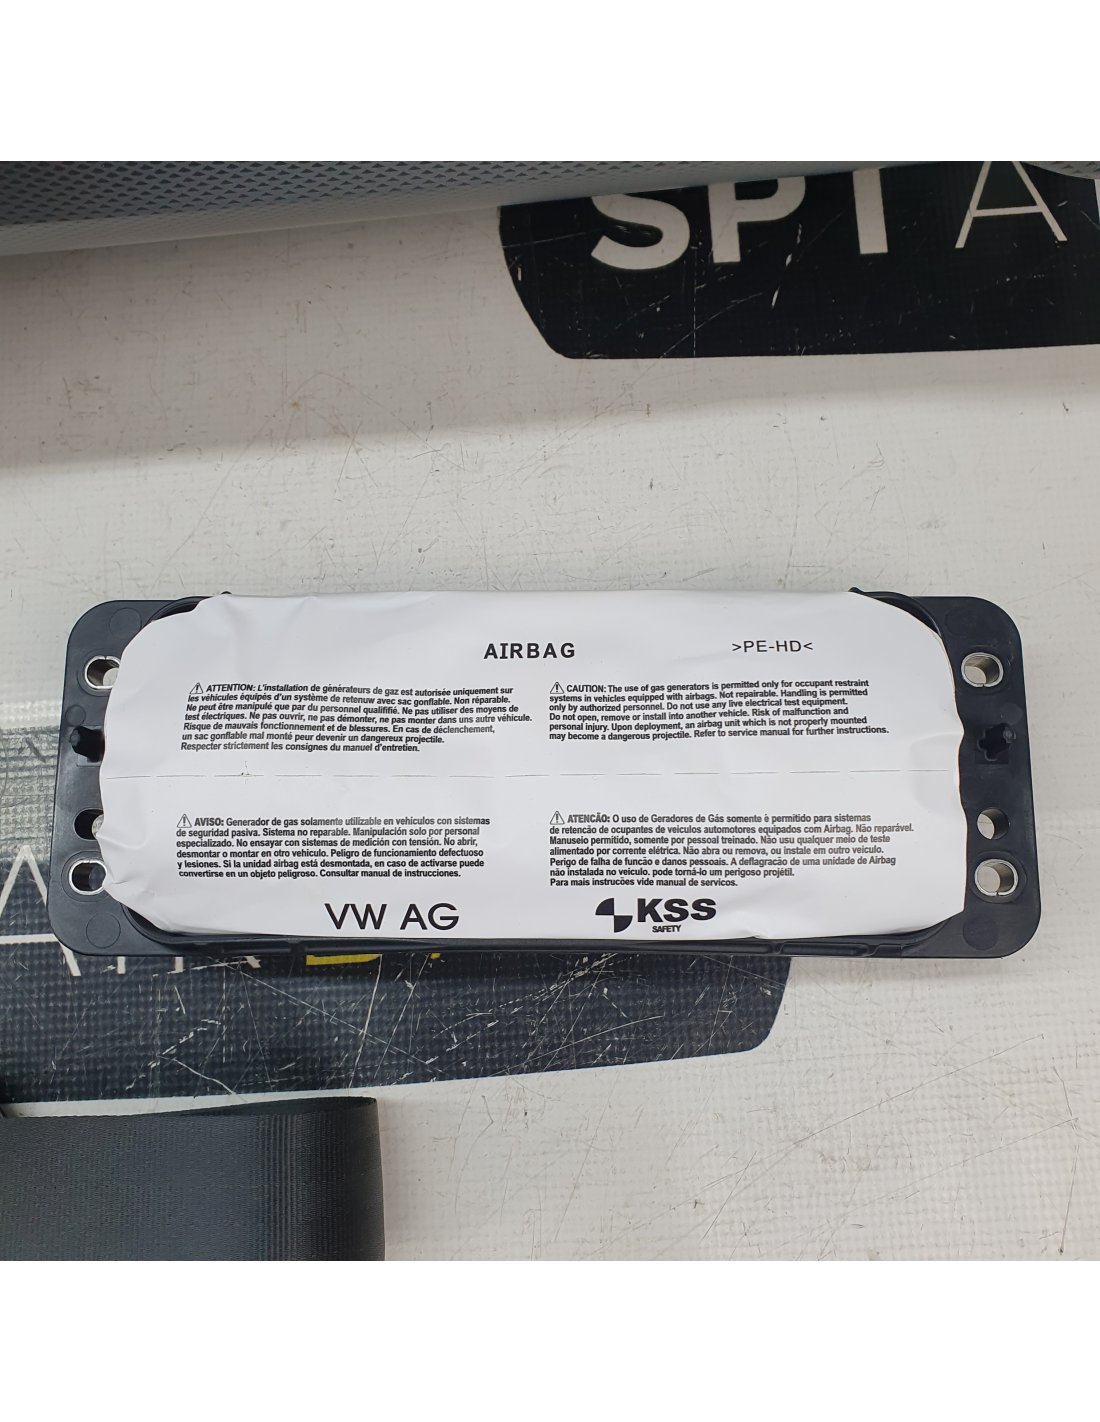 SPT A
AIRBAG
>PE-HD<
⚠ ATTENTION: L'installation de générateurs de gaz est autorisée uniquement sur
les véhicules équipés d'un système de retenuw avec sac gonflable. Non réparable.
Ne peut être manipulé que par du personnel qualififié. Ne pas utiliser des moyens de
test électriques. Ne pas ouvrir, ne pas démonter, ne pas monter dans uns autre véhicule.
Risque de mauvais fonctionnement et de blessures. En cas de déclenchement,
un sac gonflable mal monté peur devenir un dangereux projectile.
Respecter strictement les consignes du manuel d'entretien.
⚠ CAUTION: The use of gas generators is permitted only for occupant restraint
systems in vehicles equipped with airbags. Not repairable. Handling is permitted
only by authorized personnel. Do not use any live electrical test equipment.
Do not open, remove or install into another vehicle. Risk of malfunction and
personal injury. Upon deployment, an airbag unit which is not properly mounted
may become a dangerous projectile. Refer to service manual for further instructions.
⚠ AVISO: Generador de gas solamente utilizable en vehículos con sistemas
de seguridad pasiva. Sistema no reparable. Manipulación solo por personal
especializado. No ensayar con sistemas de medición con tensión. No abrir,
desmontar o montar en otro vehículo. Peligro de funcionamiento defectuoso
y lesiones. Si la unidad airbag está desmontada, en caso de activarse puede
convertirse en un objeto peligroso. Consultar manual de instrucciones.
⚠ ATENCÃO: O uso de Geradores de Gás somente é permitido para sistemas
de retencão de ocupantes de veiculos automotores equipados com Airbag. Não reparável.
Manuseio permitido, somente por pessoal treinado. Não usu qualquer meio de teste
alimentado por corrente elétrica. Não abra ou remova, ou instale em outro veículo.
Perigo de falha de funcão e danos pessoais. A deflagracão de uma unidade de Airbag
não instalada no veículo. pode torná-lo um perigoso projétil.
Para mais instrucões vide manual de servicos.
VW AG
KSS
SAFETY